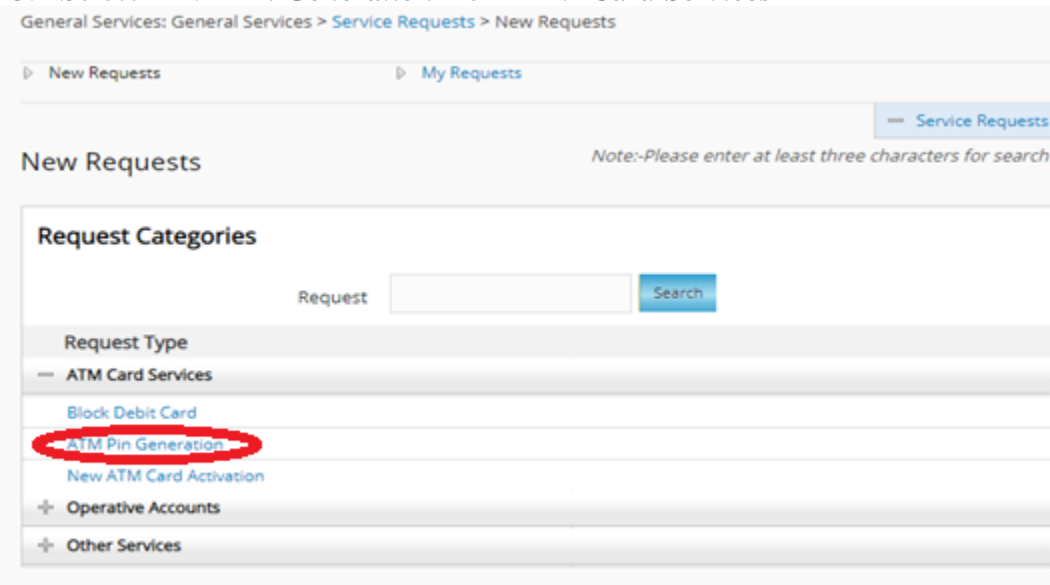 General Services: General Services > Service Requests > New Requests
New Requests
My Requests
Service Requests
New Requests
Note:-Please enter at least three characters for search
Request Categories
Request
Search
Request Type
ATM Card Services
Block Debit Card
ATM Pin Generation
New ATM Card Activation
Operative Accounts
Other Services